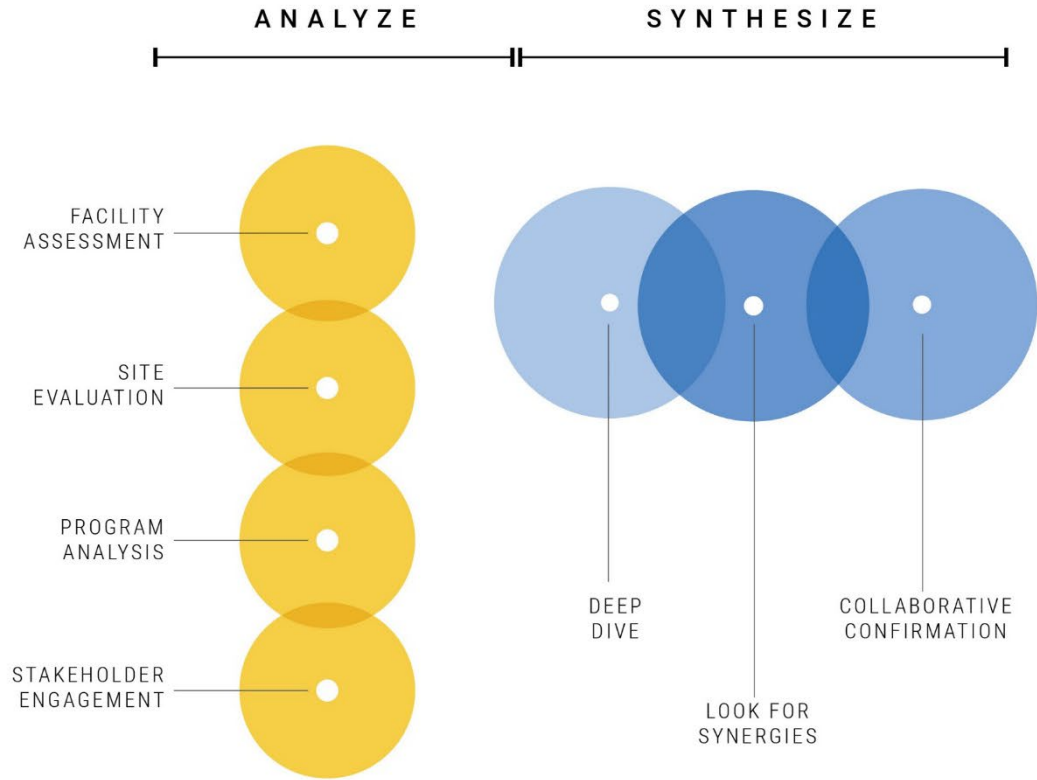 ANALYZE
SYNTHESIZE
FACILITY
ASSESSMENT
SITE
EVALUATION
PROGRAM
ANALYSIS
STAKEHOLDER
ENGAGEMENT
DEEP
DIVE
LOOK FOR
SYNERGIES
COLLABORATIVE
CONFIRMATION